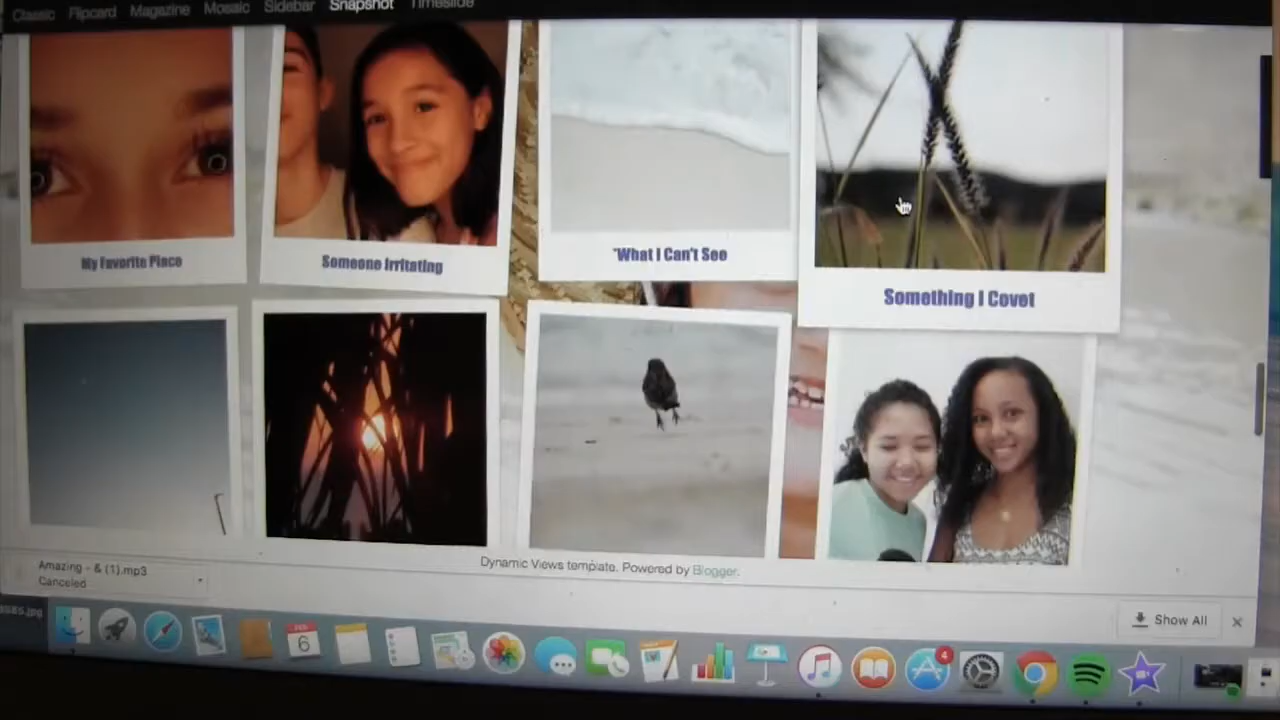 Classic Flipcard Magazine Mosaic Sidebar Snapshot Timeslide
My Favorite Place
Someone Irritating
"What I Can't See
Something I Covet
Dynamic Views template. Powered by Blogger.
Amazing - & (1).mp3
Canceled
Show All
6
4